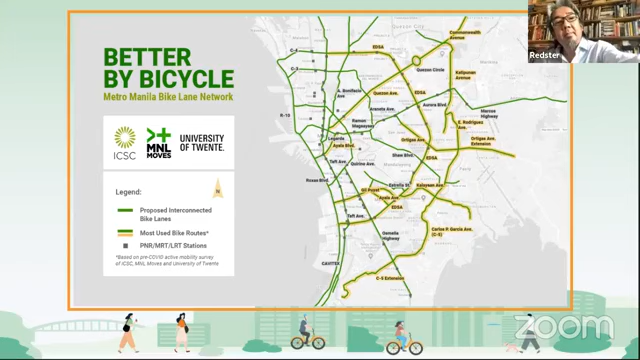 BETTER
BY BICYCLE
Metro Manila Bike Lane Network
ICSC
MNL
MOVES
UNIVERSITY
OF TWENTE.
Legend:
N
Proposed Interconnected
Bike Lanes
Most Used Bike Routes*
PNR/MRT/LRT Stations
*Based on pre-COVID active mobility survey
of ICSC, MNL Moves and University of Twente
Quezon City
Commonwealth
Avenue
C-4
EDSA
C-3
Quezon Circle
Katipunan
Avenue
A. Bonifacio
Ave.
Quezon Ave.
EDSA
Aurora Blvd.
Marcos
Highway
R-10
Araneta Ave.
Ramon
Magsaysay
E. Rodriguez
Ave.
Legarda
Ayala Blvd.
Ortigas Ave.
Ortigas Ave.
Extension
Taft Ave.
Quirino Ave.
Shaw Blvd.
EDSA
Roxas Blvd.
Gil Puyat
Estrella St.
Kalayaan Ave.
Ayala Ave.
EDSA
Taft Ave.
Carlos P. Garcia Ave.
(C-5)
Osmeña
Highway
CAVITEX
C-5 Extension
Redster
zoom